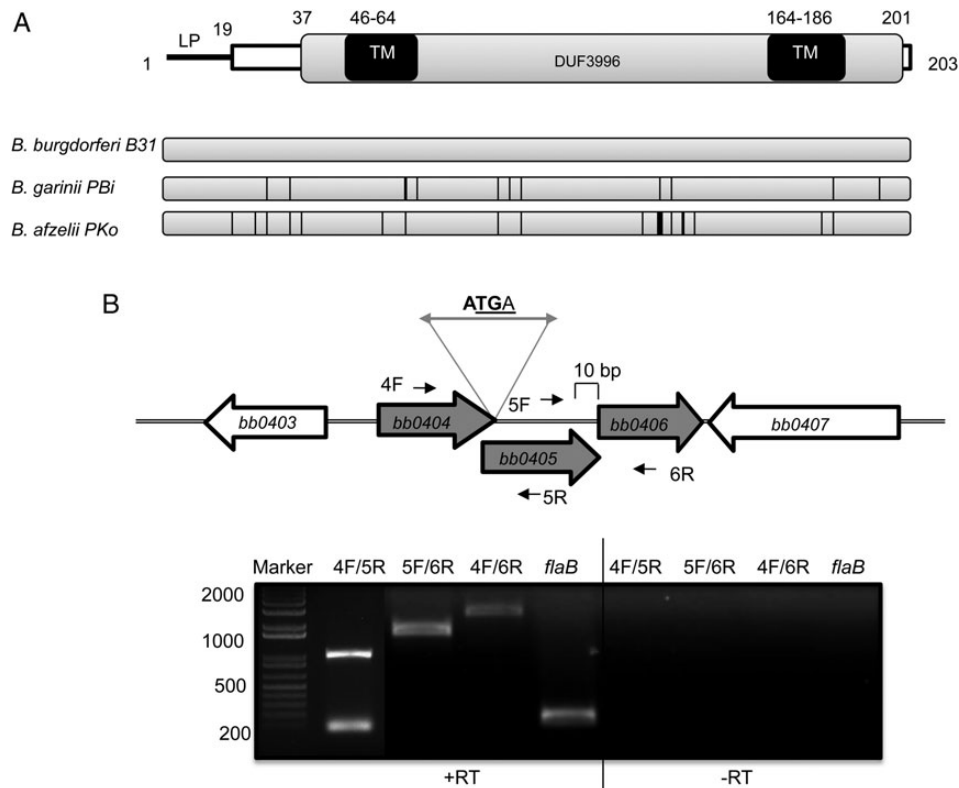 A
LP
19
37
46-64
164-186
201
1
TM
DUF3996
TM
203
B. burgdorferi B31
B. garinii PBi
B. afzelii PKo
B
ATGA
10 bp
4F
5F
bb0403
bb0404
bb0406
bb0407
bb0405
5R
6R
Marker 4F/5R 5F/6R 4F/6R flaB 4F/5R 5F/6R 4F/6R flaB
2000
1000
500
200
+RT -RT